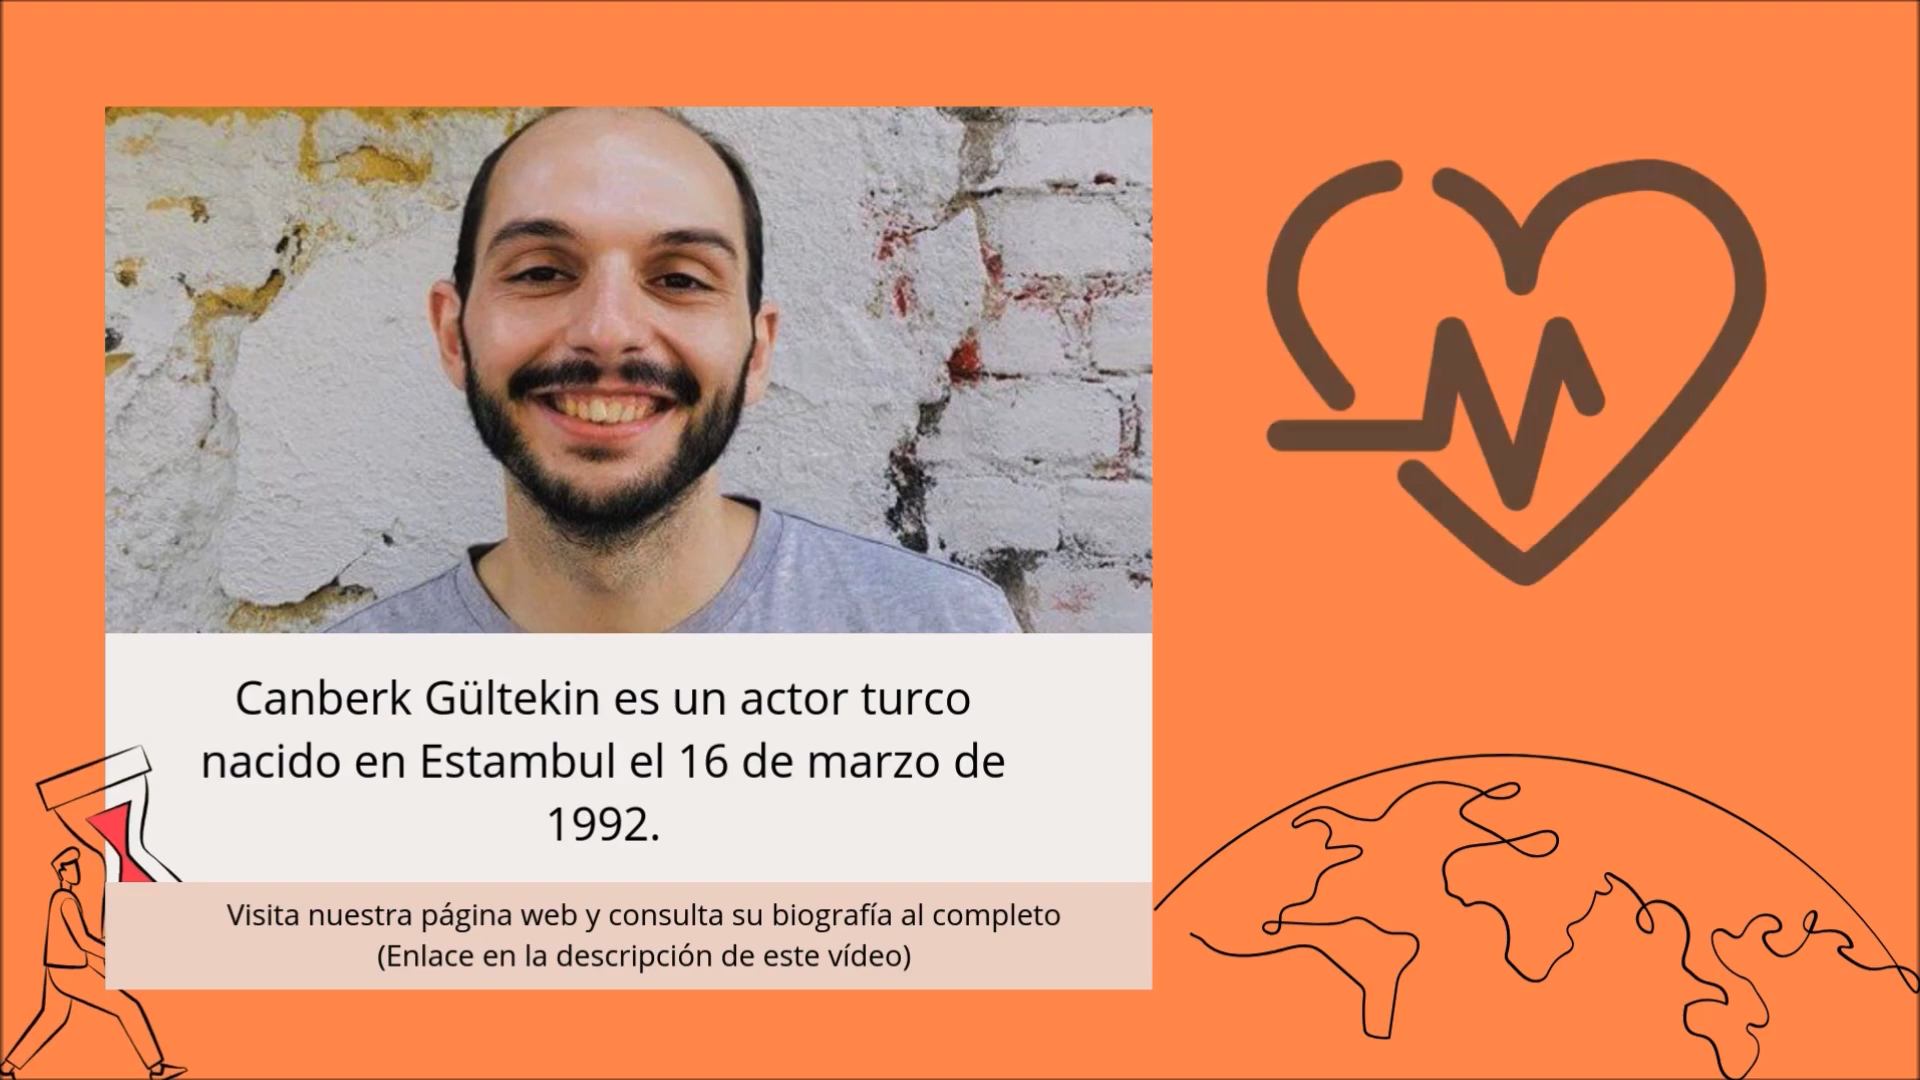 Canberk Gültekin es un actor turco
nacido en Estambul el 16 de marzo de
1992.
Visita nuestra página web y consulta su biografía al completo
(Enlace en la descripción de este vídeo)